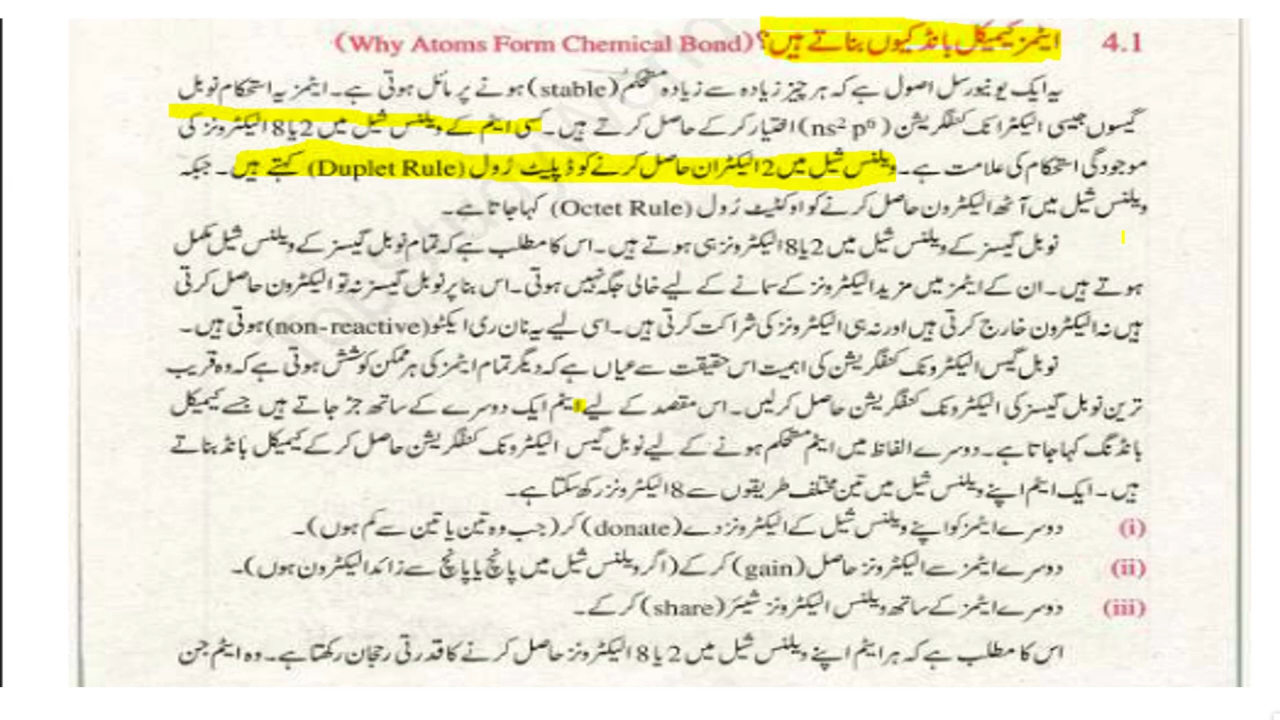 4.1 ایٹمز کیمیکل بانڈ کیوں بناتے ہیں؟ (Why Atoms Form Chemical Bond)
یہ ایک یونیورسل اصول ہے کہ ہر چیز زیادہ سے زیادہ مستحکم (stable) ہونے پر مائل ہوتی ہے۔ ایٹمز یہ استحکام نوبل
گیسوں جیسی الیکٹرانک کنفگریشن (ns² p⁶) اختیار کر کے حاصل کرتے ہیں۔ کسی ایٹم کے ویلنس شیل میں 2 یا 8 الیکٹرونز کی
موجودگی استحکام کی علامت ہے۔ ویلنس شیل میں 2 الیکٹران حاصل کرنے کو ڈپلیٹ رُول (Duplet Rule) کہتے ہیں۔ جبکہ
ویلنس شیل میں آٹھ الیکٹرون حاصل کرنے کو اوکٹیٹ رُول (Octet Rule) کہا جاتا ہے۔
نوبل گیسز کے ویلنس شیل میں 2 یا 8 الیکٹرونز ہی ہوتے ہیں۔ اس کا مطلب ہے کہ تمام نوبل گیسز کے ویلنس شیل مکمل
ہوتے ہیں۔ ان کے ایٹمز میں مزید الیکٹرونز کے سمانے کے لیے خالی جگہ نہیں ہوتی۔ اس بنا پر نوبل گیسز نہ تو الیکٹرون حاصل کرتی
ہیں نہ الیکٹرون خارج کرتی ہیں اور نہ ہی الیکٹرونز کی شراکت کرتی ہیں۔ اسی لیے یہ نان ری ایکٹو (non-reactive) ہوتی ہیں۔
نوبل گیس الیکٹرونک کنفگریشن کی اہمیت اس حقیقت سے عیاں ہے کہ دیگر تمام ایٹمز کی ہر ممکن کوشش ہوتی ہے کہ وہ قریب
ترین نوبل گیسز کی الیکٹرونک کنفگریشن حاصل کر لیں۔ اس مقصد کے لیے ایٹم ایک دوسرے کے ساتھ جڑ جاتے ہیں جسے کیمیکل
بانڈنگ کہا جاتا ہے۔ دوسرے الفاظ میں ایٹم مستحکم ہونے کے لیے نوبل گیس الیکٹرونک کنفگریشن حاصل کر کے کیمیکل بانڈ بناتے
ہیں۔ ایک ایٹم اپنے ویلنس شیل میں تین مختلف طریقوں سے 8 الیکٹرونز رکھ سکتا ہے۔
(i) دوسرے ایٹمز کو اپنے ویلنس شیل کے الیکٹرونز دے (donate) کر (جب وہ تین یا تین سے کم ہوں)۔
(ii) دوسرے ایٹمز سے الیکٹرونز حاصل (gain) کر کے (اگر ویلنس شیل میں پانچ یا پانچ سے زائد الیکٹرون ہوں)۔
(iii) دوسرے ایٹمز کے ساتھ ویلنس الیکٹرونز شیئر (share) کر کے۔
اس کا مطلب ہے کہ ہر ایٹم اپنے ویلنس شیل میں 2 یا 8 الیکٹرونز حاصل کرنے کا قدرتی رجحان رکھتا ہے۔ وہ ایٹم جن